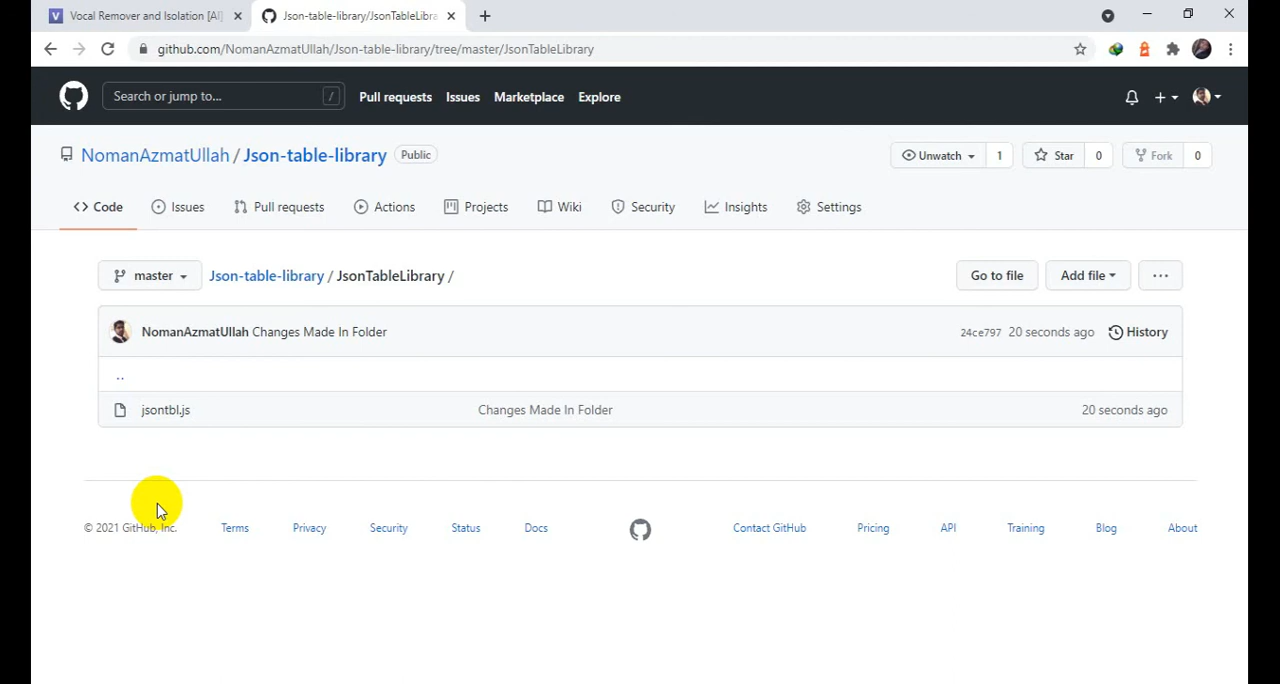 Vocal Remover and Isolation [AI]
Json-table-library/JsonTableLibra
github.com/NomanAzmatUllah/Json-table-library/tree/master/JsonTableLibrary
Search or jump to... /
Pull requests Issues Marketplace Explore
NomanAzmatUllah / Json-table-library Public
Unwatch 1 Star 0 Fork 0
Code Issues Pull requests Actions Projects Wiki Security Insights Settings
master Json-table-library / JsonTableLibrary / Go to file Add file ...
NomanAzmatUllah Changes Made In Folder 24ce797 20 seconds ago History
..
jsontbl.js Changes Made In Folder 20 seconds ago
© 2021 GitHub, Inc. Terms Privacy Security Status Docs Contact GitHub Pricing API Training Blog About